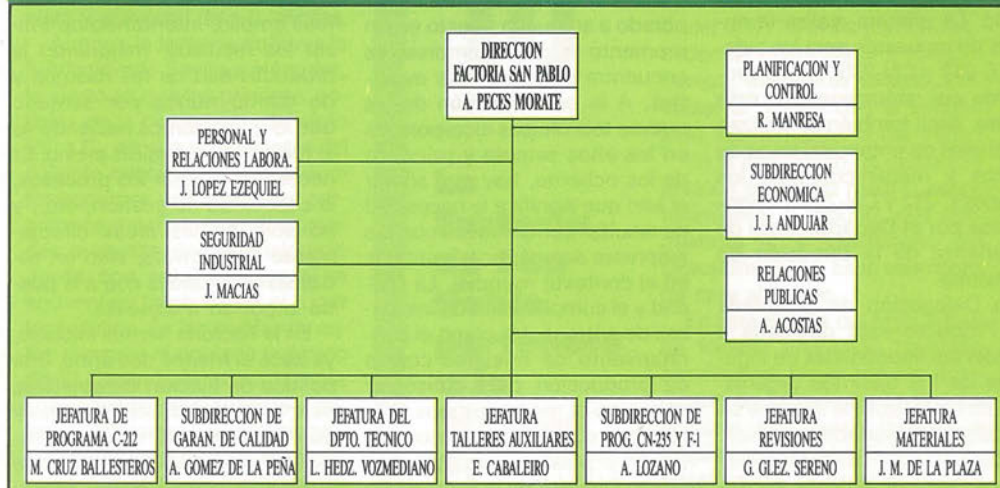 DIRECCION
FACTORIA SAN PABLO
A. PECES MORATE
PLANIFICACION Y
CONTROL
R. MANRESA
PERSONAL Y
RELACIONES LABORA.
J. LOPEZ EZEQUIEL
SUBDIRECCION
ECONOMICA
J. J. ANDUJAR
SEGURIDAD
INDUSTRIAL
J. MACIAS
RELACIONES
PUBLICAS
A. ACOSTAS
JEFATURA DE
PROGRAMA C-212
M. CRUZ BALLESTEROS
SUBDIRECCION DE
GARAN. DE CALIDAD
A. GOMEZ DE LA PEÑA
JEFATURA DEL
DPTO. TECNICO
L. HEDZ. VOZMEDIANO
JEFATURA
TALLERES AUXILIARES
E. CABALEIRO
SUBDIRECCION DE
PROG. CN-235 Y F-1
A. LOZANO
JEFATURA
REVISIONES
G. GLEZ. SERENO
JEFATURA
MATERIALES
J. M. DE LA PLAZA